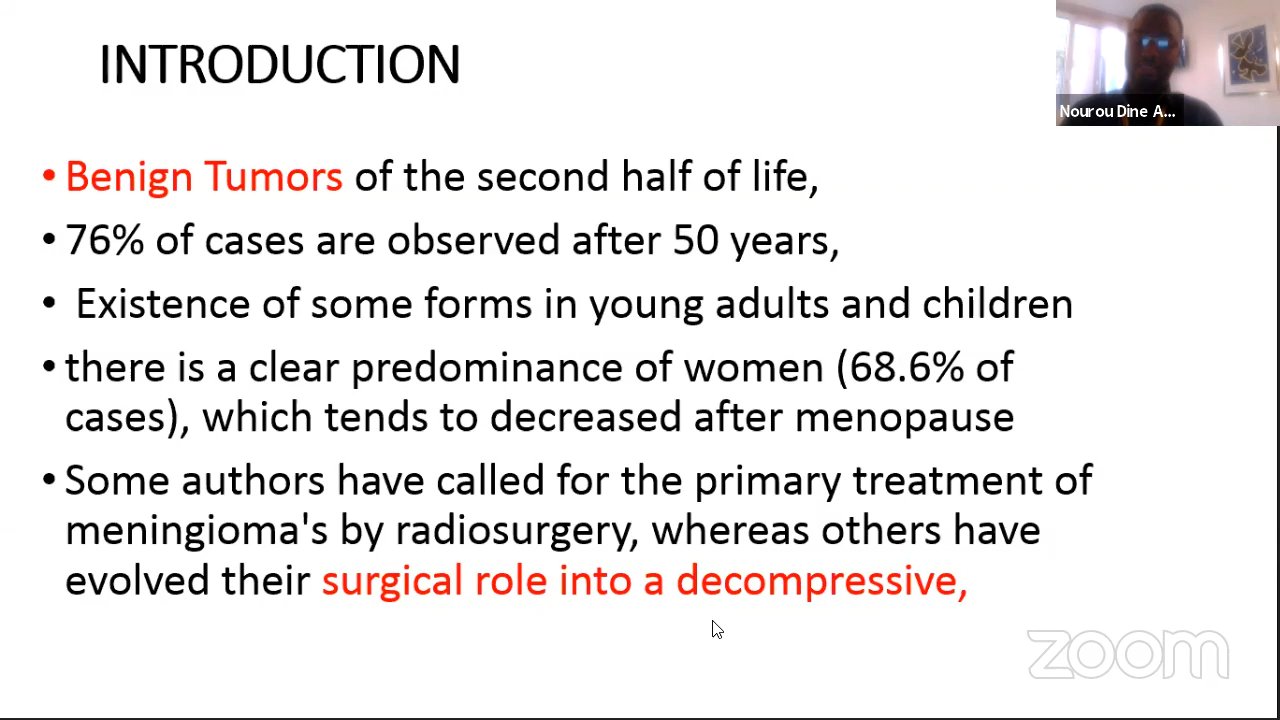 INTRODUCTION
Nourou Dine A...
• Benign Tumors of the second half of life,
• 76% of cases are observed after 50 years,
• Existence of some forms in young adults and children
• there is a clear predominance of women (68.6% of
cases), which tends to decreased after menopause
• Some authors have called for the primary treatment of
meningioma's by radiosurgery, whereas others have
evolved their surgical role into a decompressive,
zoom